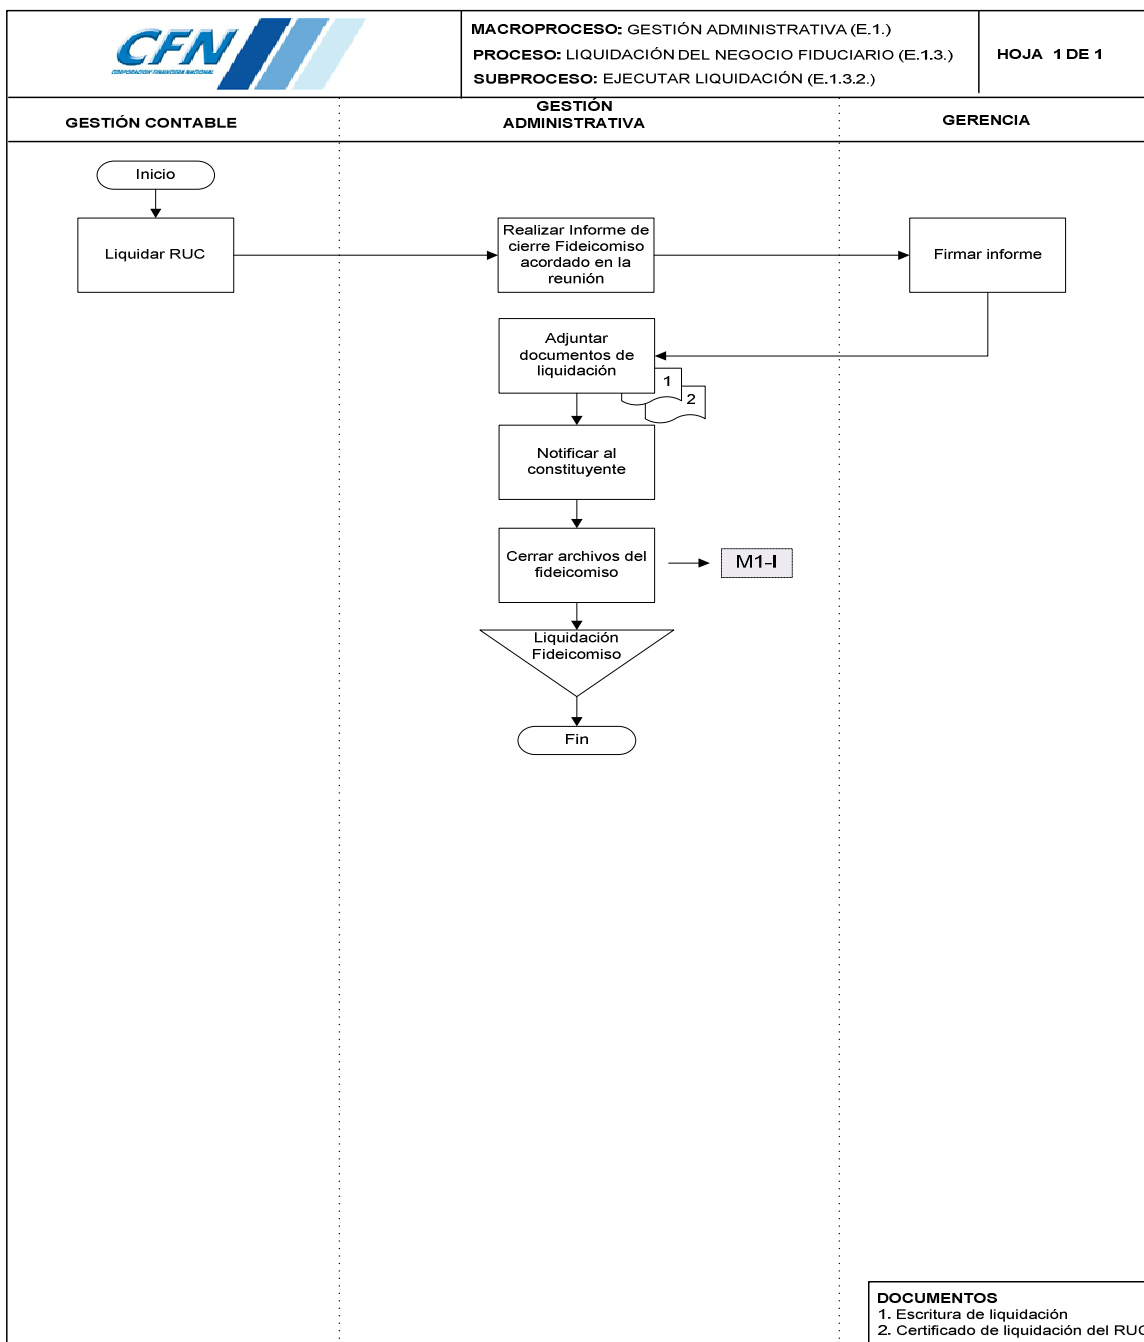 CFN
CORPORACIÓN FINANCIERA NACIONAL
MACROPROCESO: GESTIÓN ADMINISTRATIVA (E.1.)
PROCESO: LIQUIDACIÓN DEL NEGOCIO FIDUCIARIO (E.1.3.)
SUBPROCESO: EJECUTAR LIQUIDACIÓN (E.1.3.2.)
HOJA 1 DE 1
GESTIÓN CONTABLE
GESTIÓN
ADMINISTRATIVA
GERENCIA
Inicio
Liquidar RUC
Realizar Informe de
cierre Fideicomiso
acordado en la
reunión
Firmar informe
Adjuntar
documentos de
liquidación
1
2
Notificar al
constituyente
Cerrar archivos del
fideicomiso
M1-I
Liquidación
Fideicomiso
Fin
DOCUMENTOS
1. Escritura de liquidación
2. Certificado de liquidación del RUC